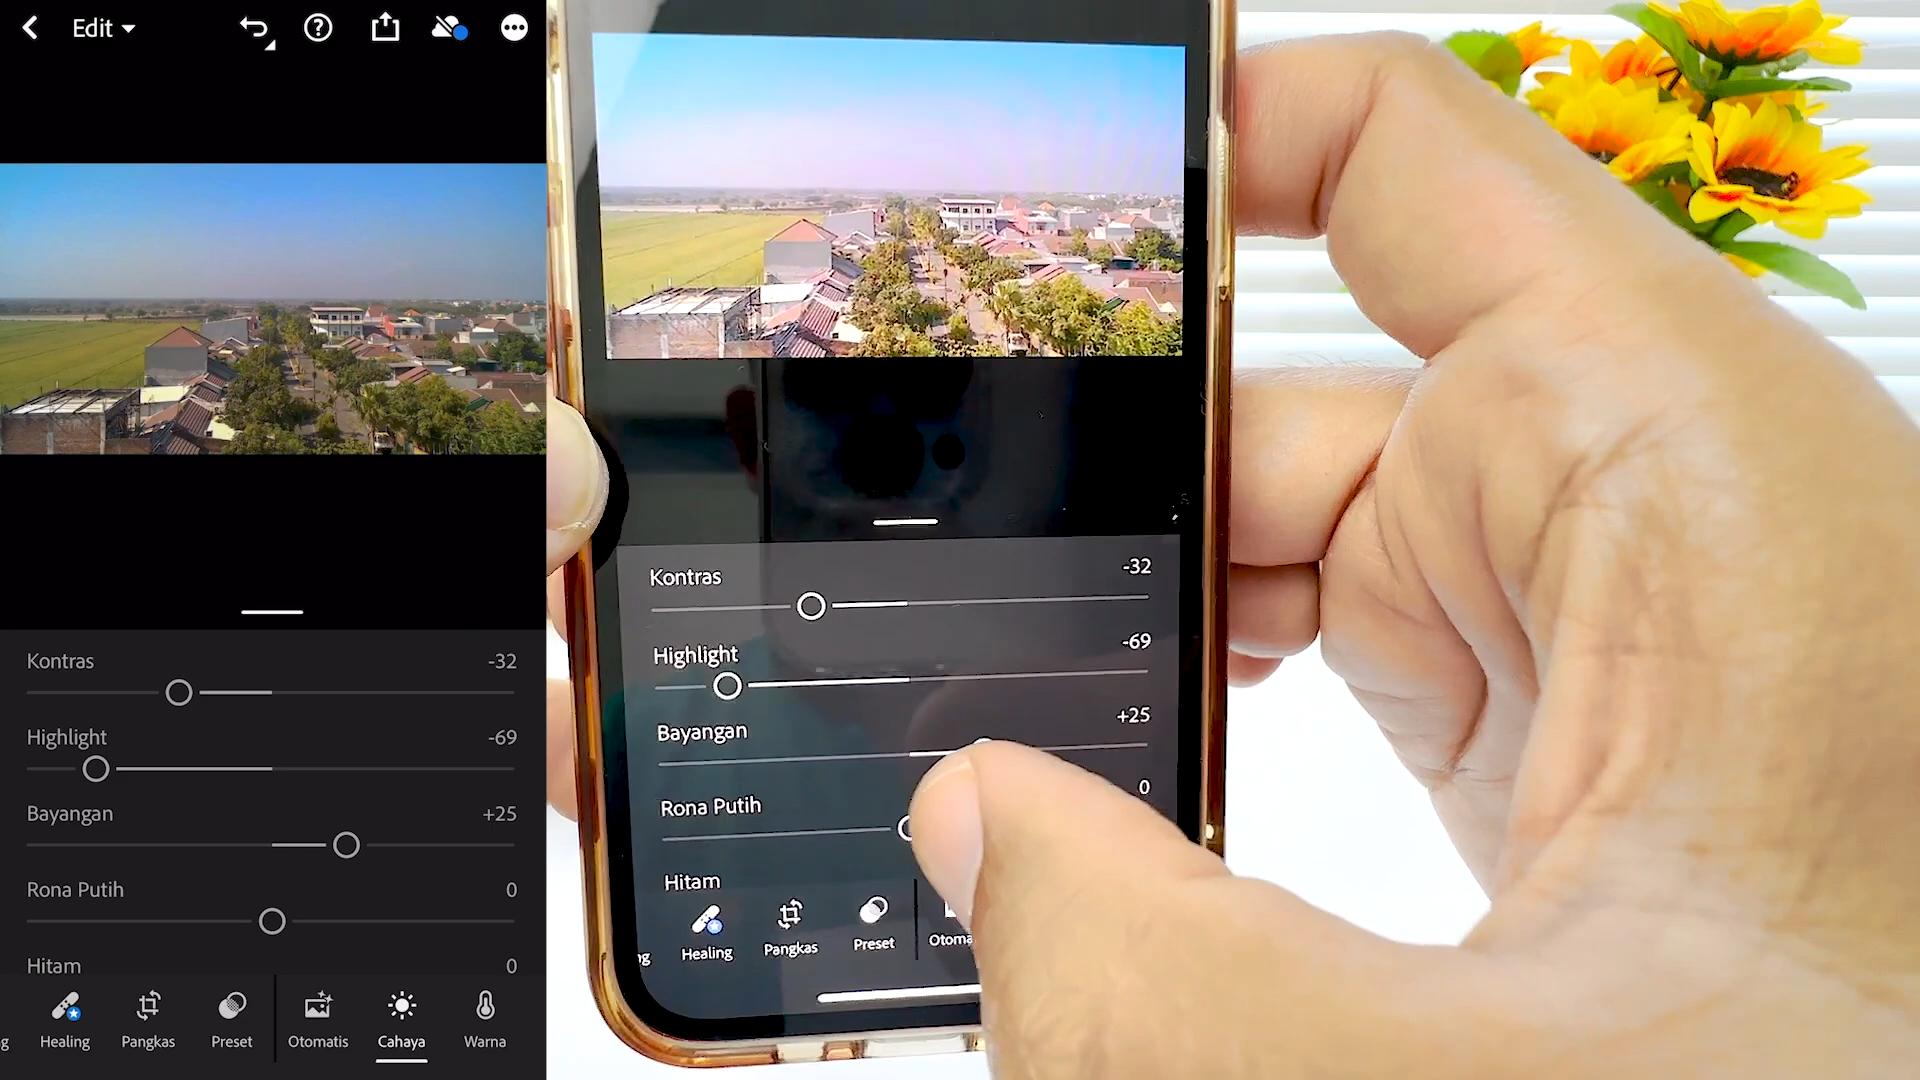 Edit
Kontras -32
Highlight -69
Bayangan +25
Rona Putih 0
Hitam 0
Healing Pangkas Preset Otomatis Cahaya Warna
Kontras -32
Highlight -69
Bayangan +25
Rona Putih 0
Hitam
Healing Pangkas Preset